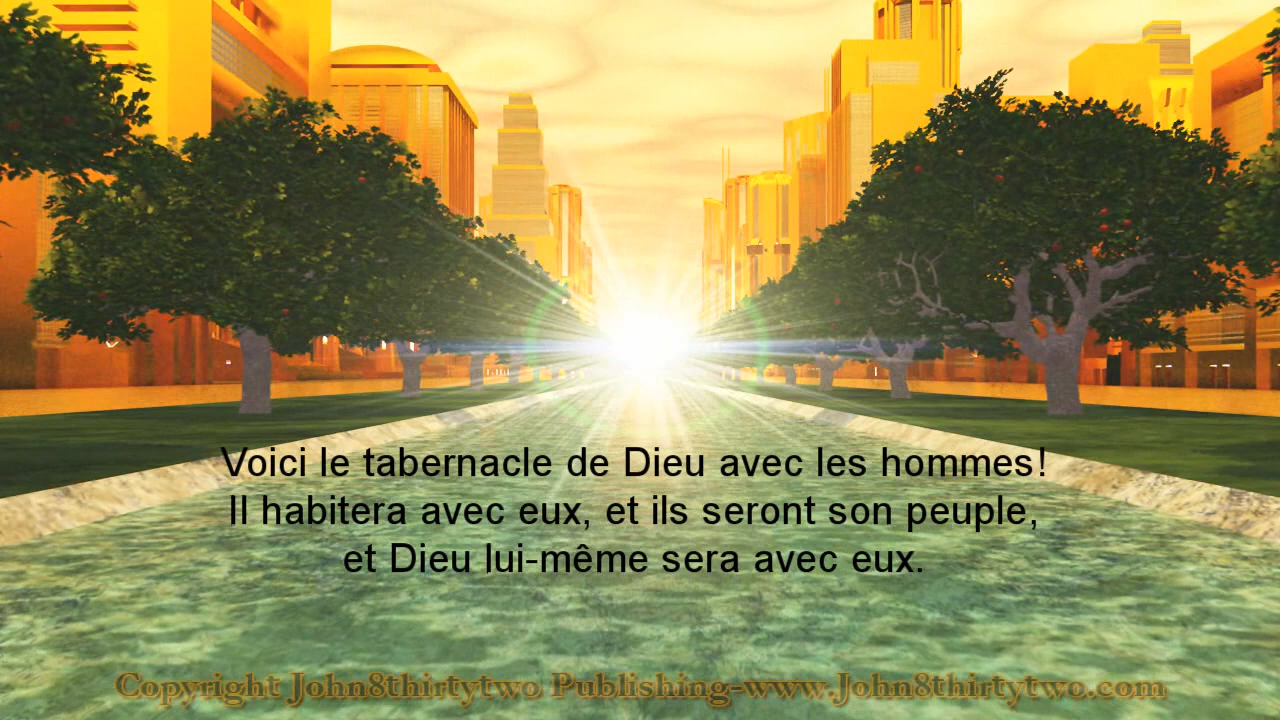 Voici le tabernacle de Dieu avec les hommes!
Il habitera avec eux, et ils seront son peuple,
et Dieu lui-même sera avec eux.
Copyright John8thirtytwo Publishing-www.John8thirtytwo.com